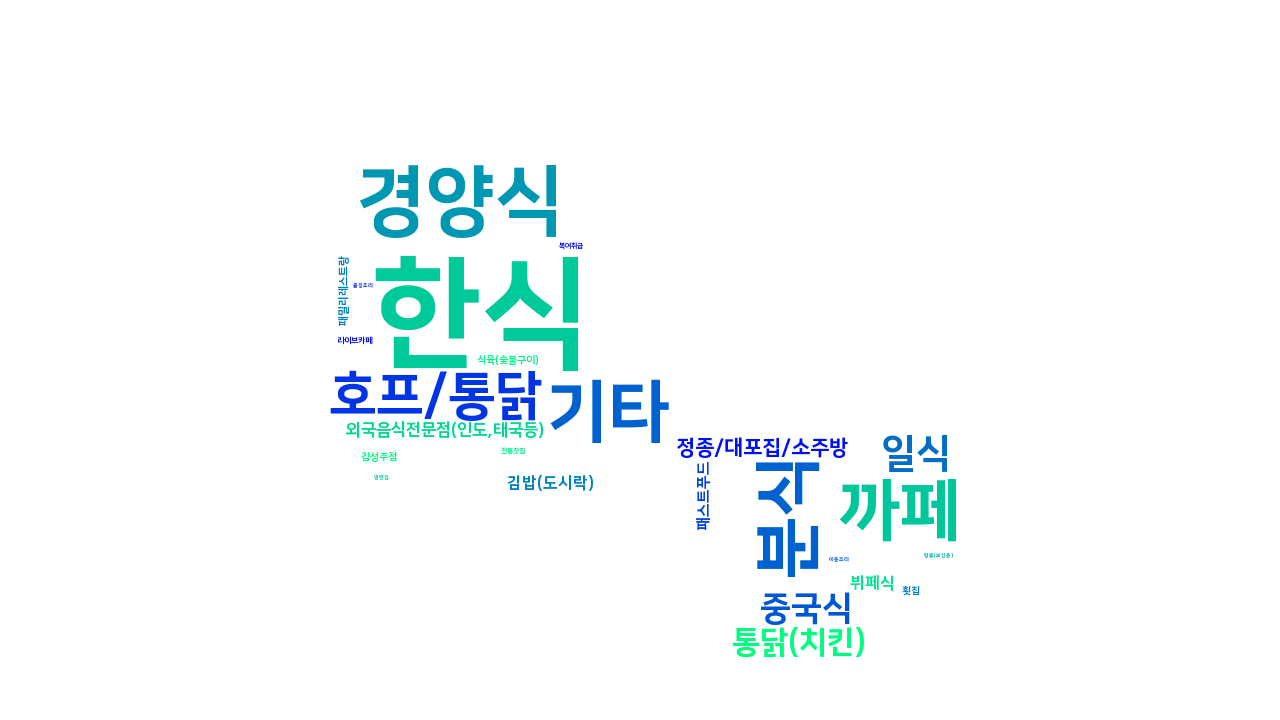 경양식
복어취급
패밀리레스트랑
출장조리
한식
라이브카페
식육(숯불구이)
호프/통닭
기타
외국음식전문점(인도,태국등)
전통찻집
감성주점
냉면집
김밥(도시락)
정종/대포집/소주방
일식
패스트푸드
분식
까페
이동조리
탕류(보신용)
뷔페식
횟집
중국식
통닭(치킨)